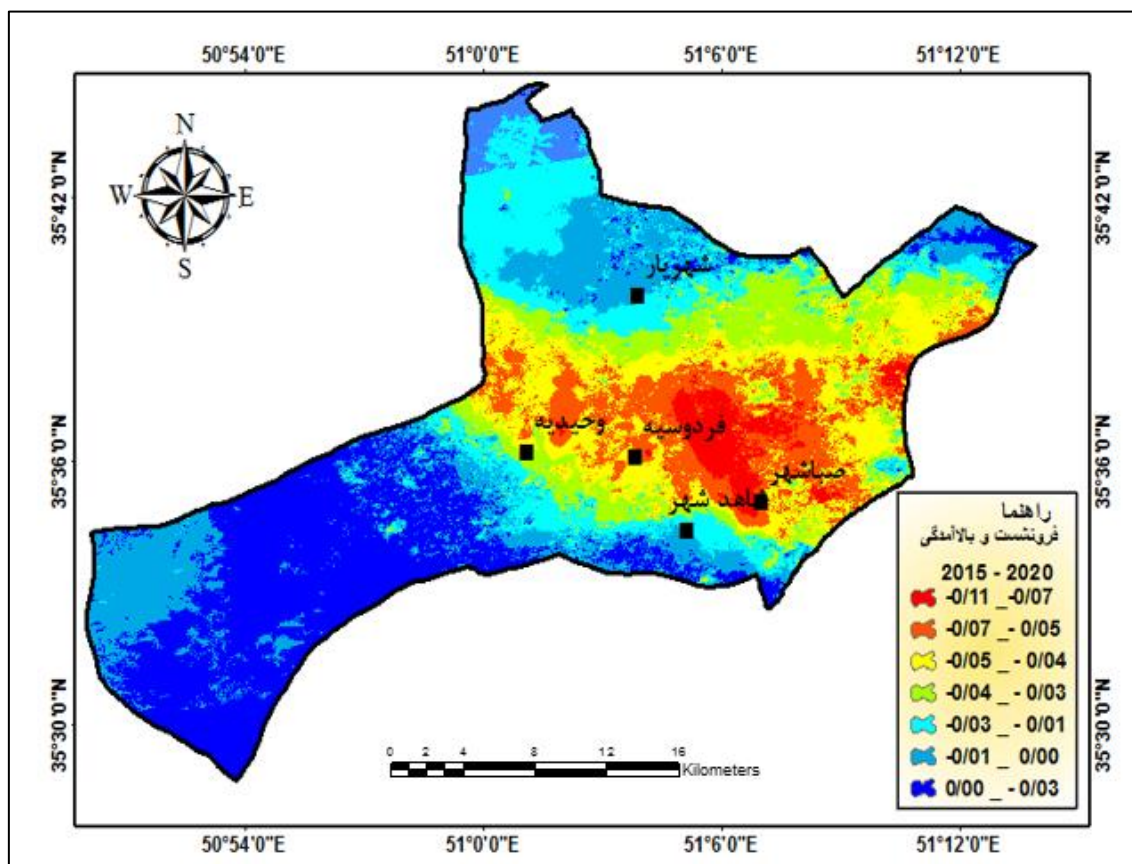 50°54'0"E 51°0'0"E 51°6'0"E 51°12'0"E
N
W E
S
35°42'0"N 35°42'0"N
شهریار
وحیدیه فردوسیه
35°36'0"N 35°36'0"N
صباشهر
شاهد شهر
راهنما
فرونشست و بالاآمدگی
2015 - 2020
-0/11 _ -0/07
-0/07 _ - 0/05
-0/05 _ - 0/04
-0/04 _ - 0/03
-0/03 _ - 0/01
-0/01 _ 0/00
0/00 _ - 0/03
35°30'0"N 35°30'0"N
0 2 4 8 12 16
Kilometers
50°54'0"E 51°0'0"E 51°6'0"E 51°12'0"E